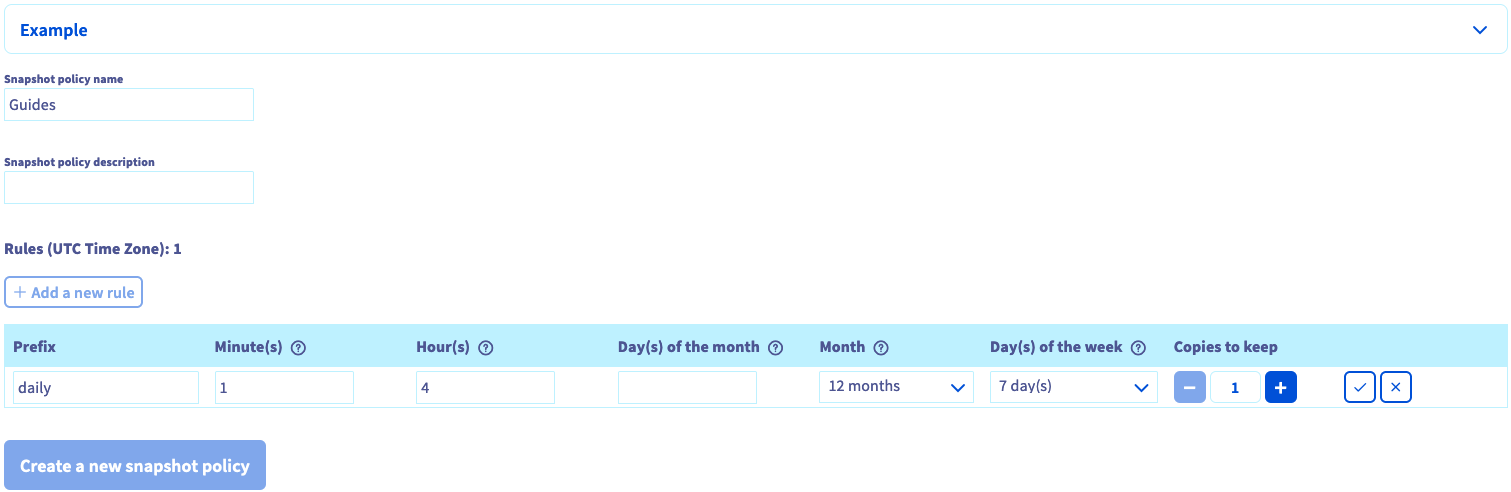 Example
Snapshot policy name
Guides
Snapshot policy description
Rules (UTC Time Zone): 1
+ Add a new rule
Prefix Minute(s) ? Hour(s) ? Day(s) of the month ? Month ? Day(s) of the week ? Copies to keep
daily 1 4 12 months 7 day(s) − 1 +
Create a new snapshot policy